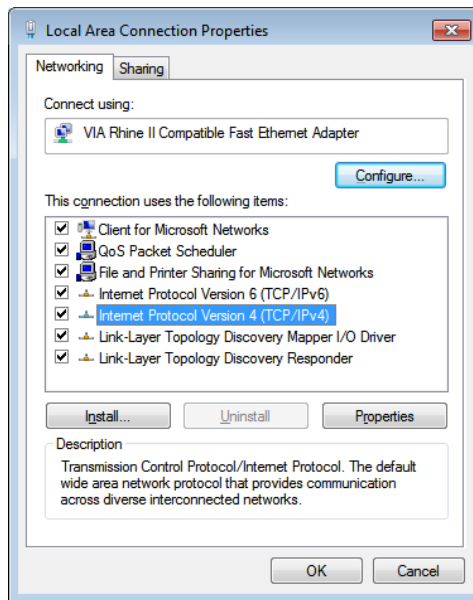 Local Area Connection Properties
Networking
Sharing
Connect using:
VIA Rhine II Compatible Fast Ethernet Adapter
Configure...
This connection uses the following items:
Client for Microsoft Networks
QoS Packet Scheduler
File and Printer Sharing for Microsoft Networks
Internet Protocol Version 6 (TCP/IPv6)
Internet Protocol Version 4 (TCP/IPv4)
Link-Layer Topology Discovery Mapper I/O Driver
Link-Layer Topology Discovery Responder
Install...
Uninstall
Properties
Description
Transmission Control Protocol/Internet Protocol. The default
wide area network protocol that provides communication
across diverse interconnected networks.
OK
Cancel